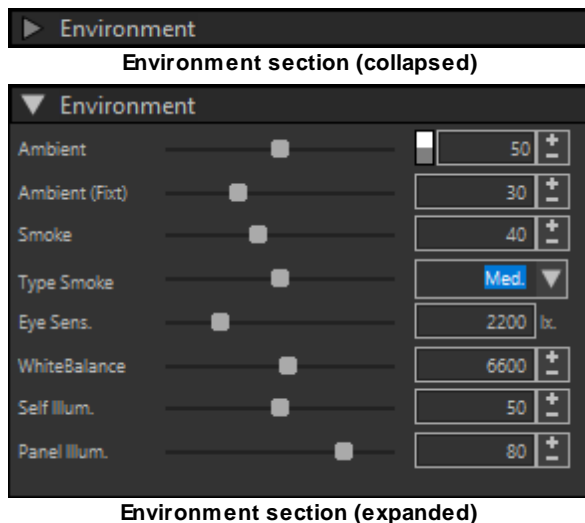 Environment
Environment section (collapsed)
Environment
Ambient 50
Ambient (Fixt) 30
Smoke 40
Type Smoke Med.
Eye Sens. 2200 lx.
WhiteBalance 6600
Self Illum. 50
Panel Illum. 80
Environment section (expanded)